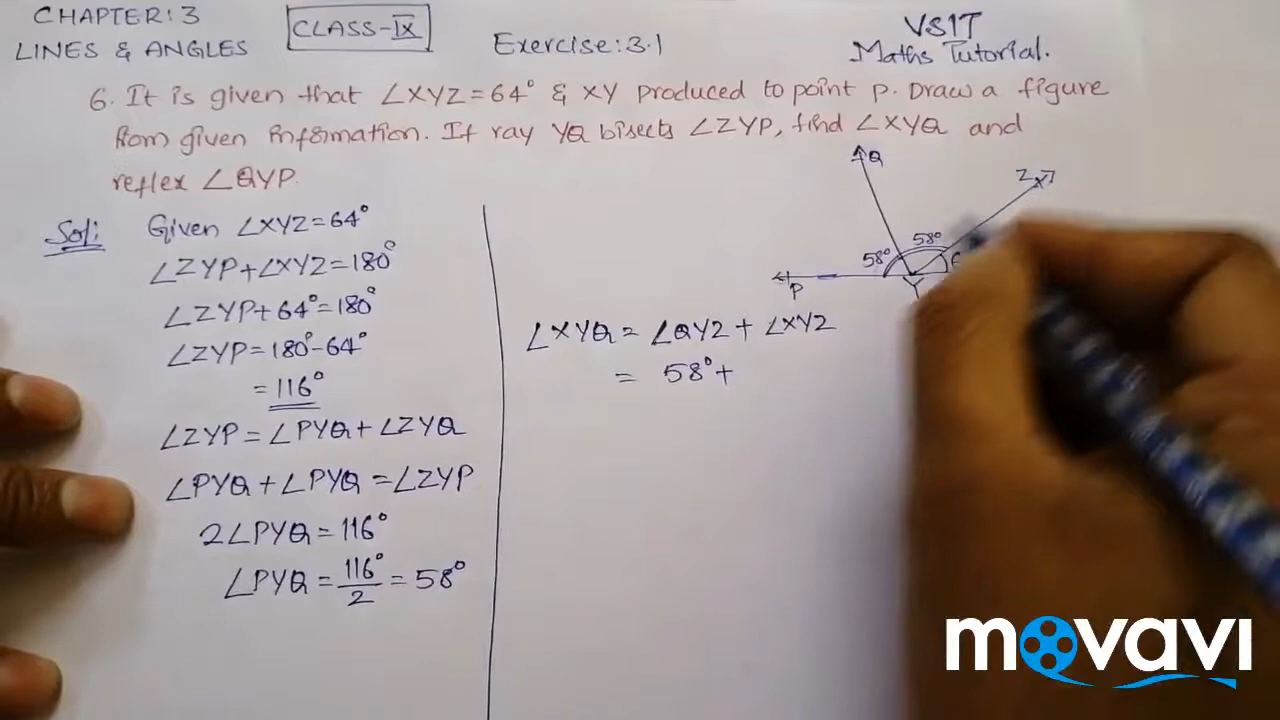 CHAPTER: 3
LINES & ANGLES
CLASS-IX
Exercise: 3.1
VSIT
Maths Tutorial.
6. It is given that ∠XYZ=64° & XY produced to point P. Draw a figure
from given information. If ray YQ bisects ∠ZYP, find ∠XYQ and
reflex ∠QYP.
Sol:
Given ∠XYZ=64°
∠ZYP+∠XYZ=180°
∠ZYP+64°=180°
∠ZYP=180°-64°
=116°
∠ZYP=∠PYQ+∠ZYQ
∠PYQ+∠PYQ=∠ZYP
2∠PYQ=116°
∠PYQ=116°/2=58°
Q
Z
58°
58°
P
Y
∠XYQ=∠QYZ+∠XYZ
= 58°+
movavi